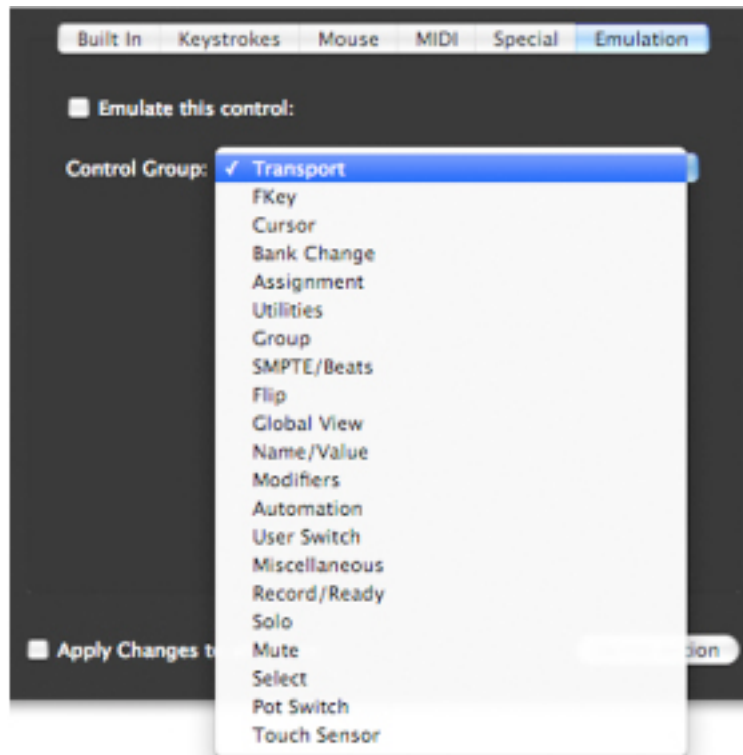 Built In Keystrokes Mouse MIDI Special Emulation
Emulate this control:
Control Group: ✓ Transport
FKey
Cursor
Bank Change
Assignment
Utilities
Group
SMPTE/Beats
Flip
Global View
Name/Value
Modifiers
Automation
User Switch
Miscellaneous
Record/Ready
Solo
Apply Changes t
Mute
Select
Pot Switch
Touch Sensor